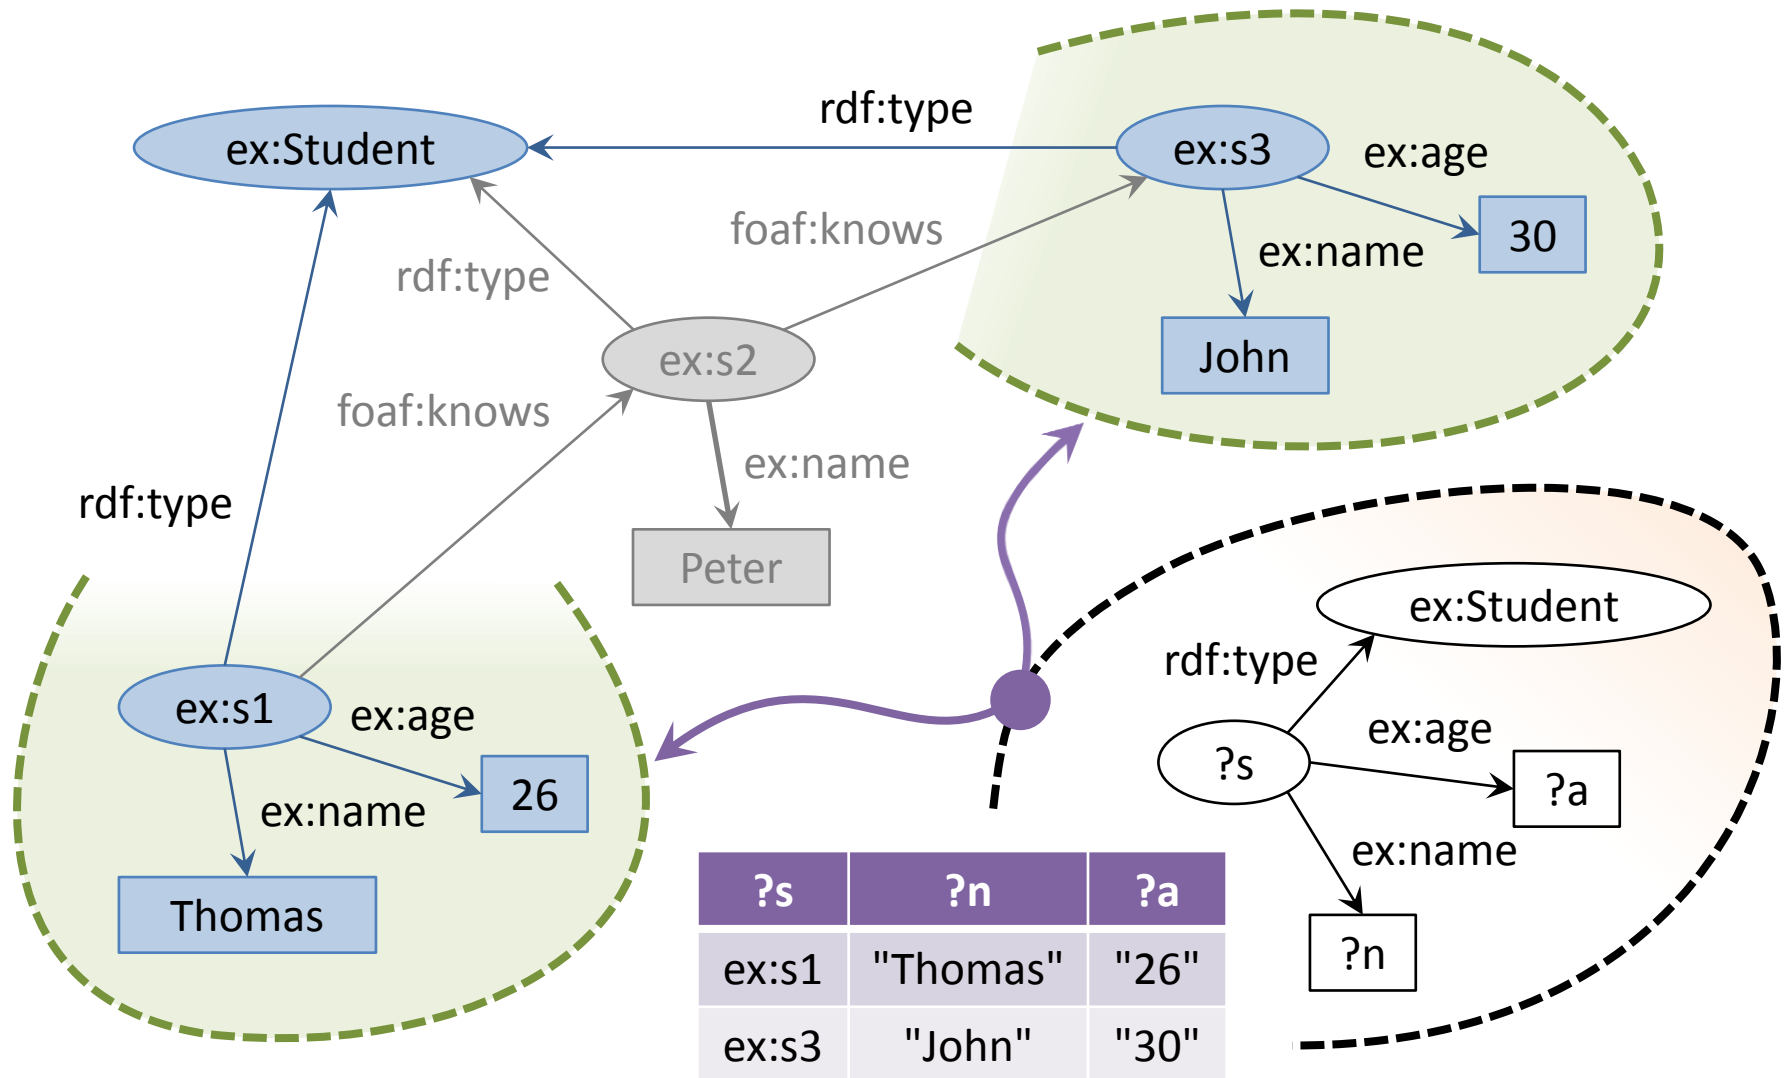 rdf:type
ex:Student
ex:s3
ex:age
foaf:knows
30
rdf:type
ex:name
ex:s2
John
foaf:knows
ex:name
rdf:type
Peter
ex:Student
rdf:type
ex:s1
ex:age
ex:age
?s
26
?a
ex:name
ex:name
Thomas
?n
?s ?n ?a
ex:s1 "Thomas" "26"
ex:s3 "John" "30"